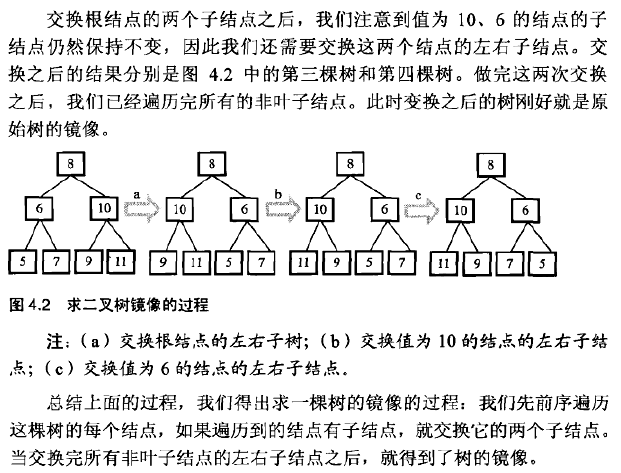 交换根结点的两个子结点之后，我们注意到值为 10、6 的结点的子
结点仍然保持不变，因此我们还需要交换这两个结点的左右子结点。交
换之后的结果分别是图 4.2 中的第三棵树和第四棵树。做完这两次交换
之后，我们已经遍历完所有的非叶子结点。此时变换之后的树刚好就是原
始树的镜像。
8 8 8 8
a b c
6 10 10 6 10 6 10 6
5 7 9 11 9 11 5 7 11 9 5 7 11 9 7 5
图 4.2 求二叉树镜像的过程
注：（a）交换根结点的左右子树；（b）交换值为 10 的结点的左右子结
点；（c）交换值为 6 的结点的左右子结点。
总结上面的过程，我们得出求一棵树的镜像的过程：我们先前序遍历
这棵树的每个结点，如果遍历到的结点有子结点，就交换它的两个子结点。
当交换完所有非叶子结点的左右子结点之后，就得到了树的镜像。